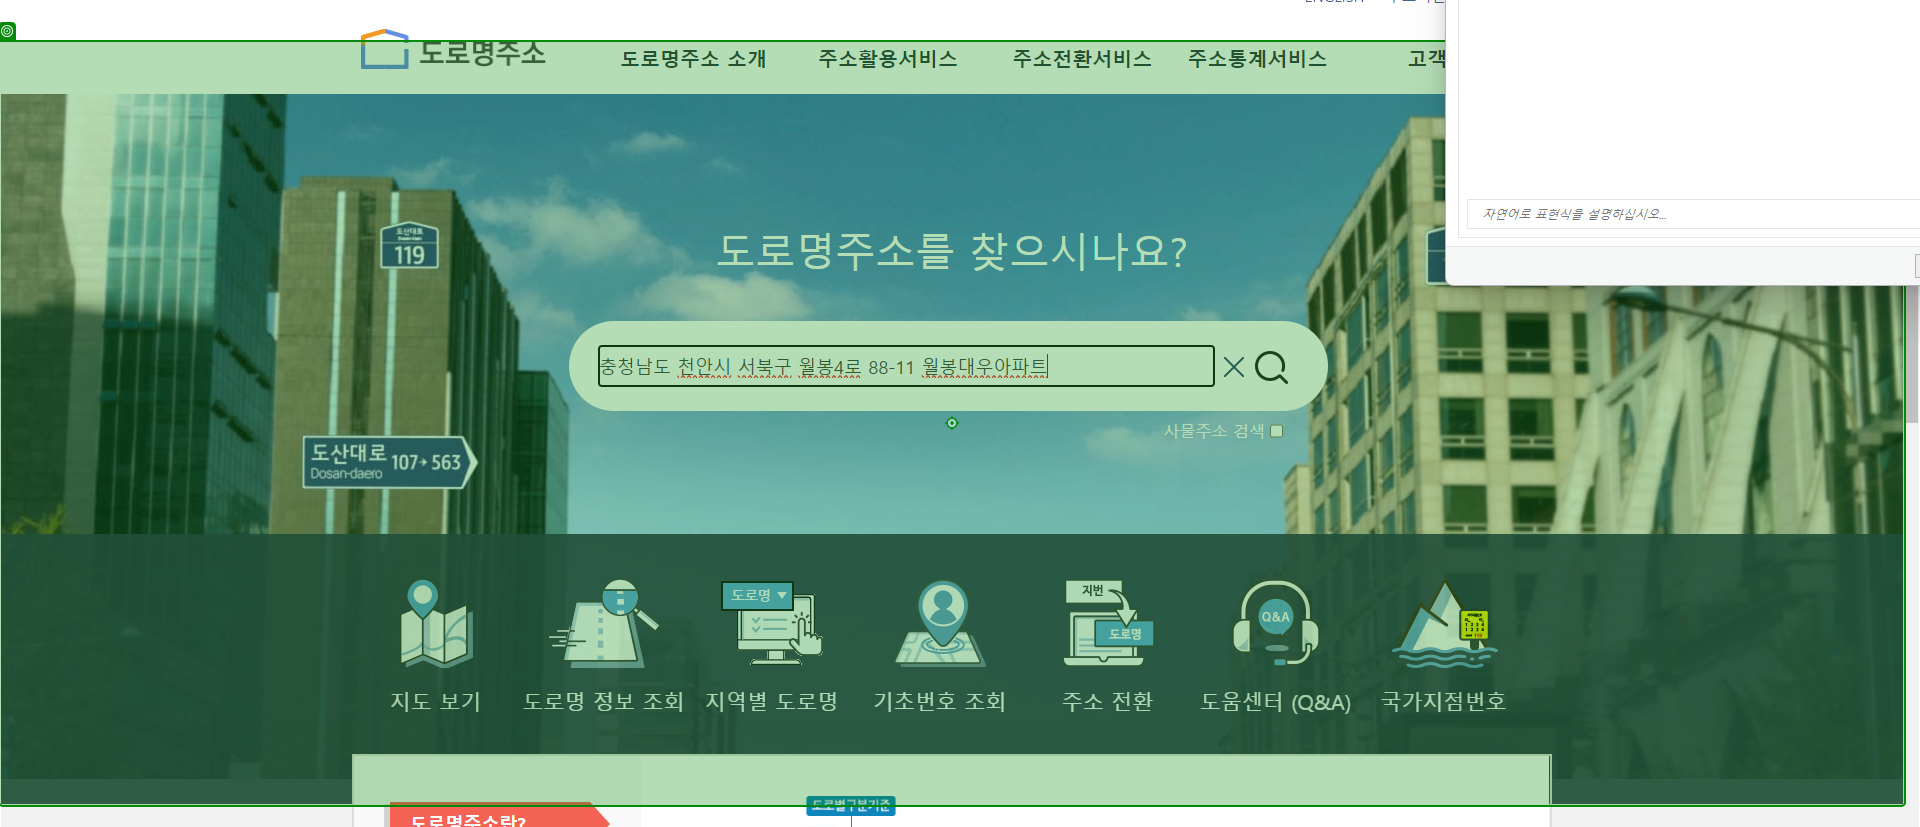 도로명주소
도로명주소 소개
주소활용서비스
주소전환서비스
주소통계서비스
고객
자연어로 표현식을 설명하십시오...
도산대로
119
도로명주소를 찾으시나요?
충청남도 천안시 서북구 월봉4로 88-11 월봉대우아파트
사물주소 검색
도산대로 107→563
Dosan-daero
도로명
지번
도로명
Q&A
지도 보기
도로명 정보 조회
지역별 도로명
기초번호 조회
주소 전환
도움센터 (Q&A)
국가지점번호
도로별구분기준
도로명주소란?